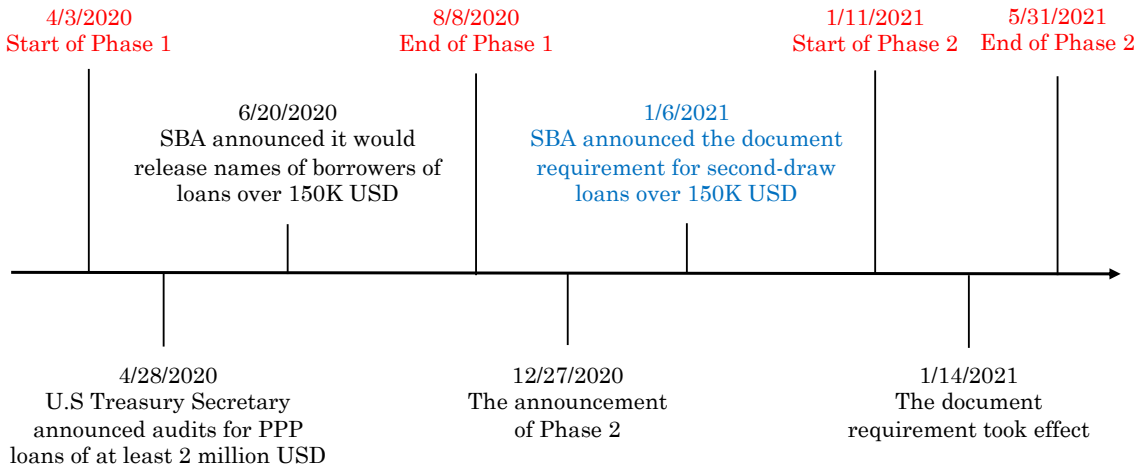 4/3/2020
Start of Phase 1
8/8/2020
End of Phase 1
1/11/2021
Start of Phase 2
5/31/2021
End of Phase 2
6/20/2020
SBA announced it would
release names of borrowers of
loans over 150K USD
1/6/2021
SBA announced the document
requirement for second-draw
loans over 150K USD
4/28/2020
U.S Treasury Secretary
announced audits for PPP
loans of at least 2 million USD
12/27/2020
The announcement
of Phase 2
1/14/2021
The document
requirement took effect